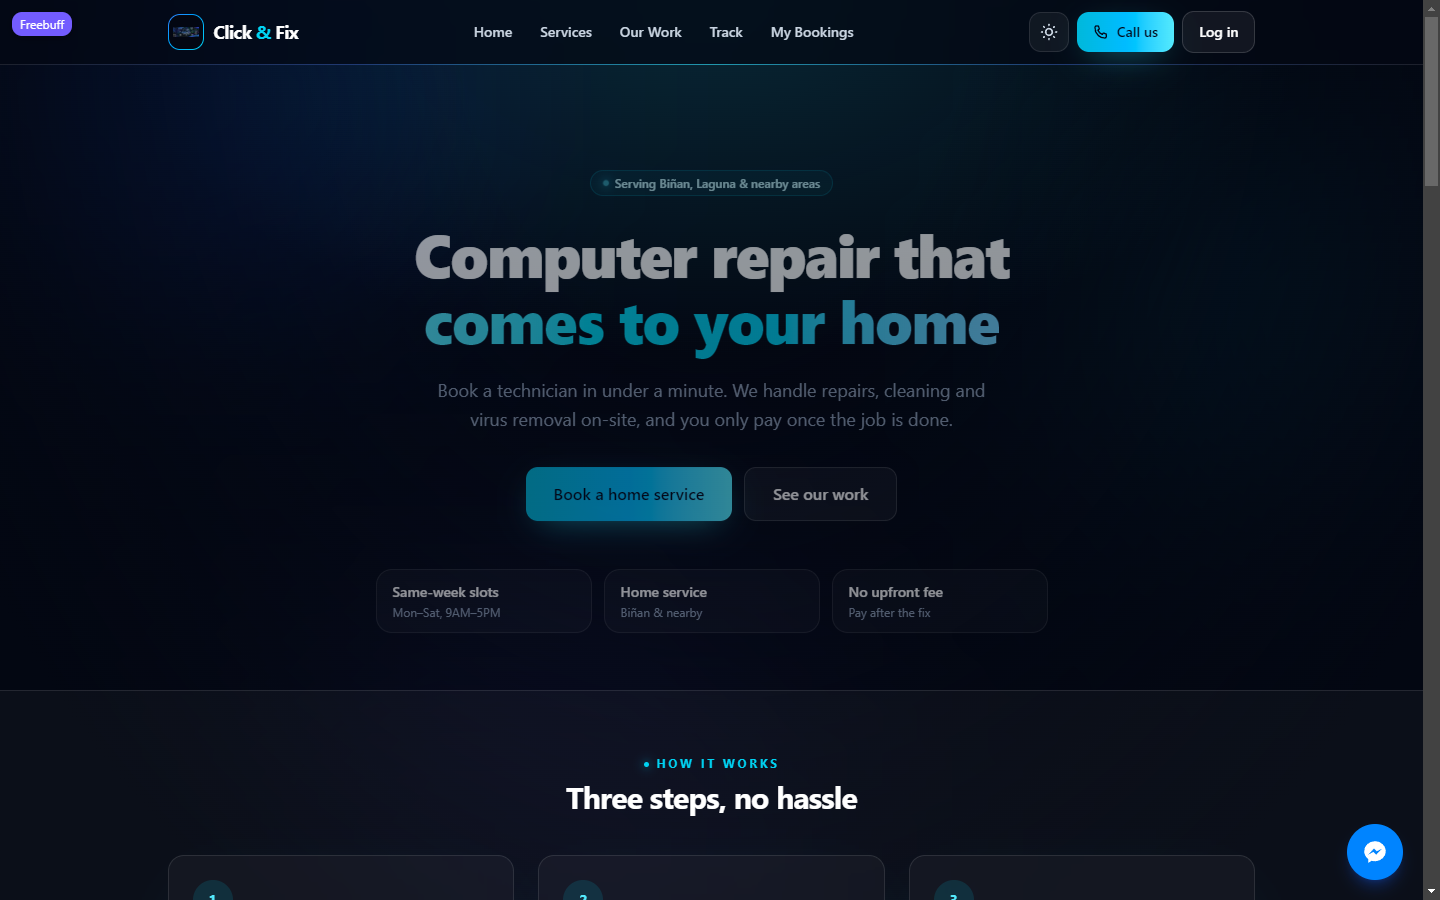 Freebuff
Click & Fix
Home
Services
Our Work
Track
My Bookings
Call us
Log in
Serving Biñan, Laguna & nearby areas
Computer repair that
comes to your home
Book a technician in under a minute. We handle repairs, cleaning and
virus removal on-site, and you only pay once the job is done.
Book a home service
See our work
Same-week slots
Mon–Sat, 9AM–5PM
Home service
Biñan & nearby
No upfront fee
Pay after the fix
HOW IT WORKS
Three steps, no hassle
1
2
3